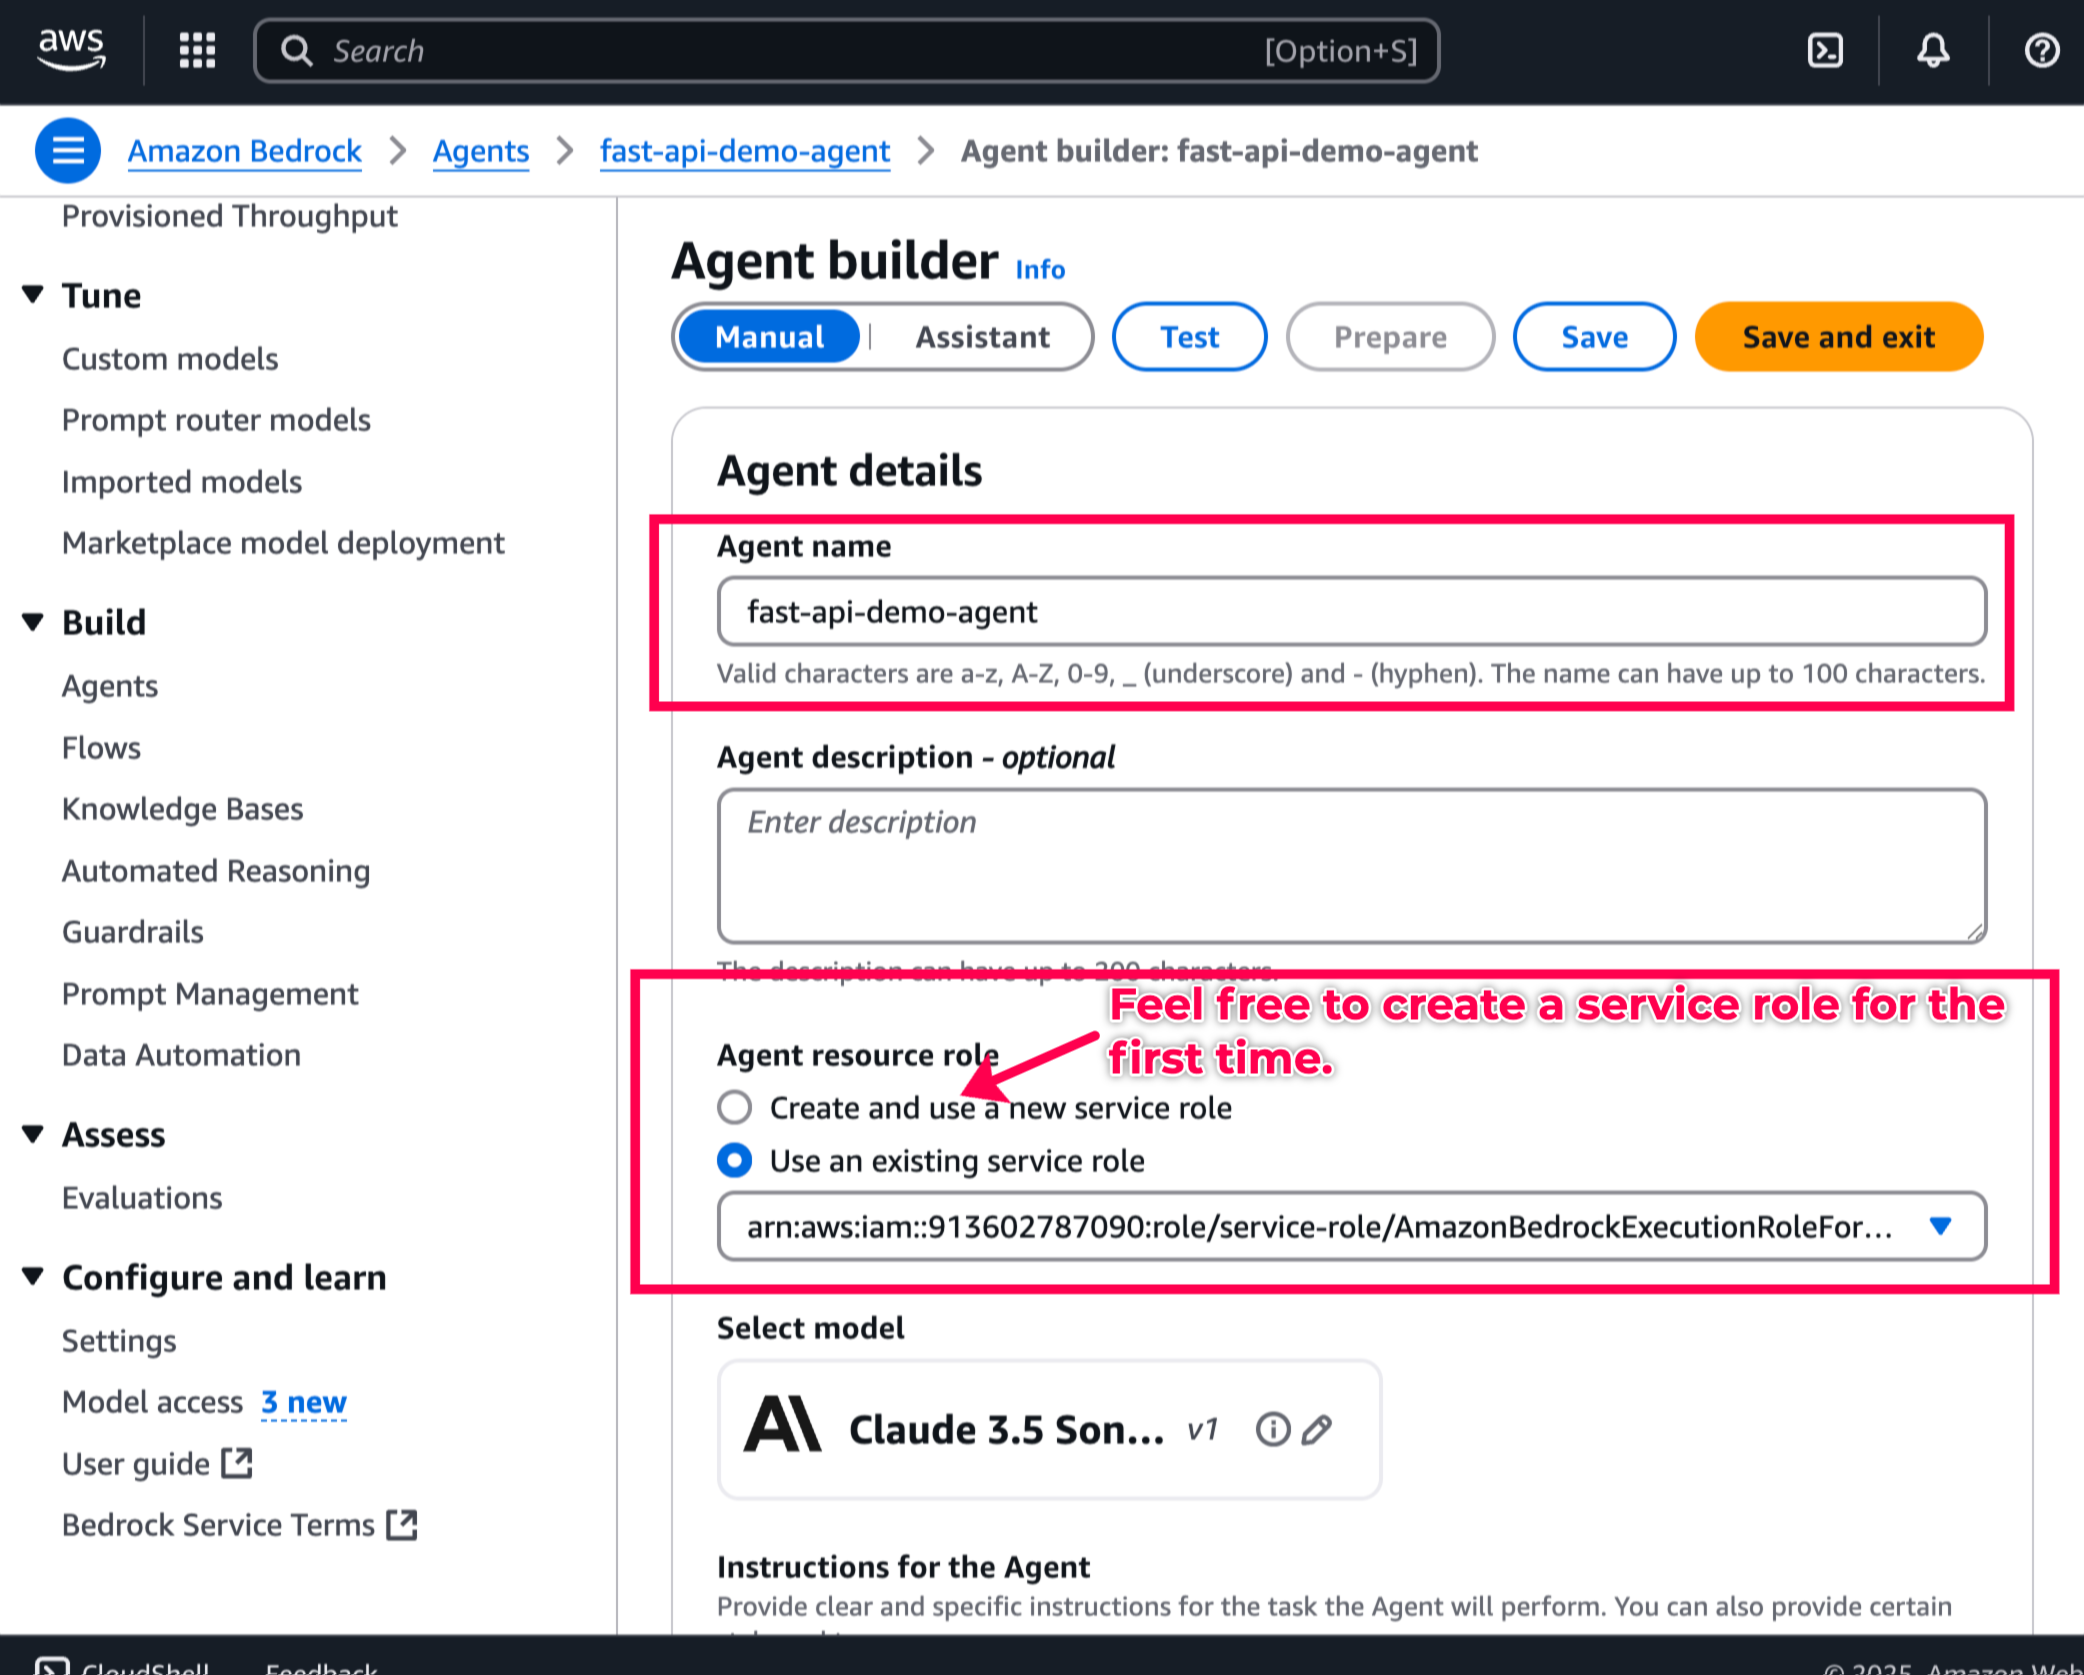 aws
Search [Option+S]
Amazon Bedrock > Agents > fast-api-demo-agent > Agent builder: fast-api-demo-agent
Provisioned Throughput
Tune
Custom models
Prompt router models
Imported models
Marketplace model deployment
Build
Agents
Flows
Knowledge Bases
Automated Reasoning
Guardrails
Prompt Management
Data Automation
Assess
Evaluations
Configure and learn
Settings
Model access 3 new
User guide
Bedrock Service Terms
Agent builder Info
Manual | Assistant Test Prepare Save Save and exit
Agent details
Agent name
fast-api-demo-agent
Valid characters are a-z, A-Z, 0-9, _ (underscore) and - (hyphen). The name can have up to 100 characters.
Agent description - optional
Enter description
The description can have up to 200 characters.
Feel free to create a service role for the
first time.
Agent resource role
Create and use a new service role
Use an existing service role
arn:aws:iam::913602787090:role/service-role/AmazonBedrockExecutionRoleFor...
Select model
Claude 3.5 Son... v1
Instructions for the Agent
Provide clear and specific instructions for the task the Agent will perform. You can also provide certain
CloudShell Feedback © 2025, Amazon Web